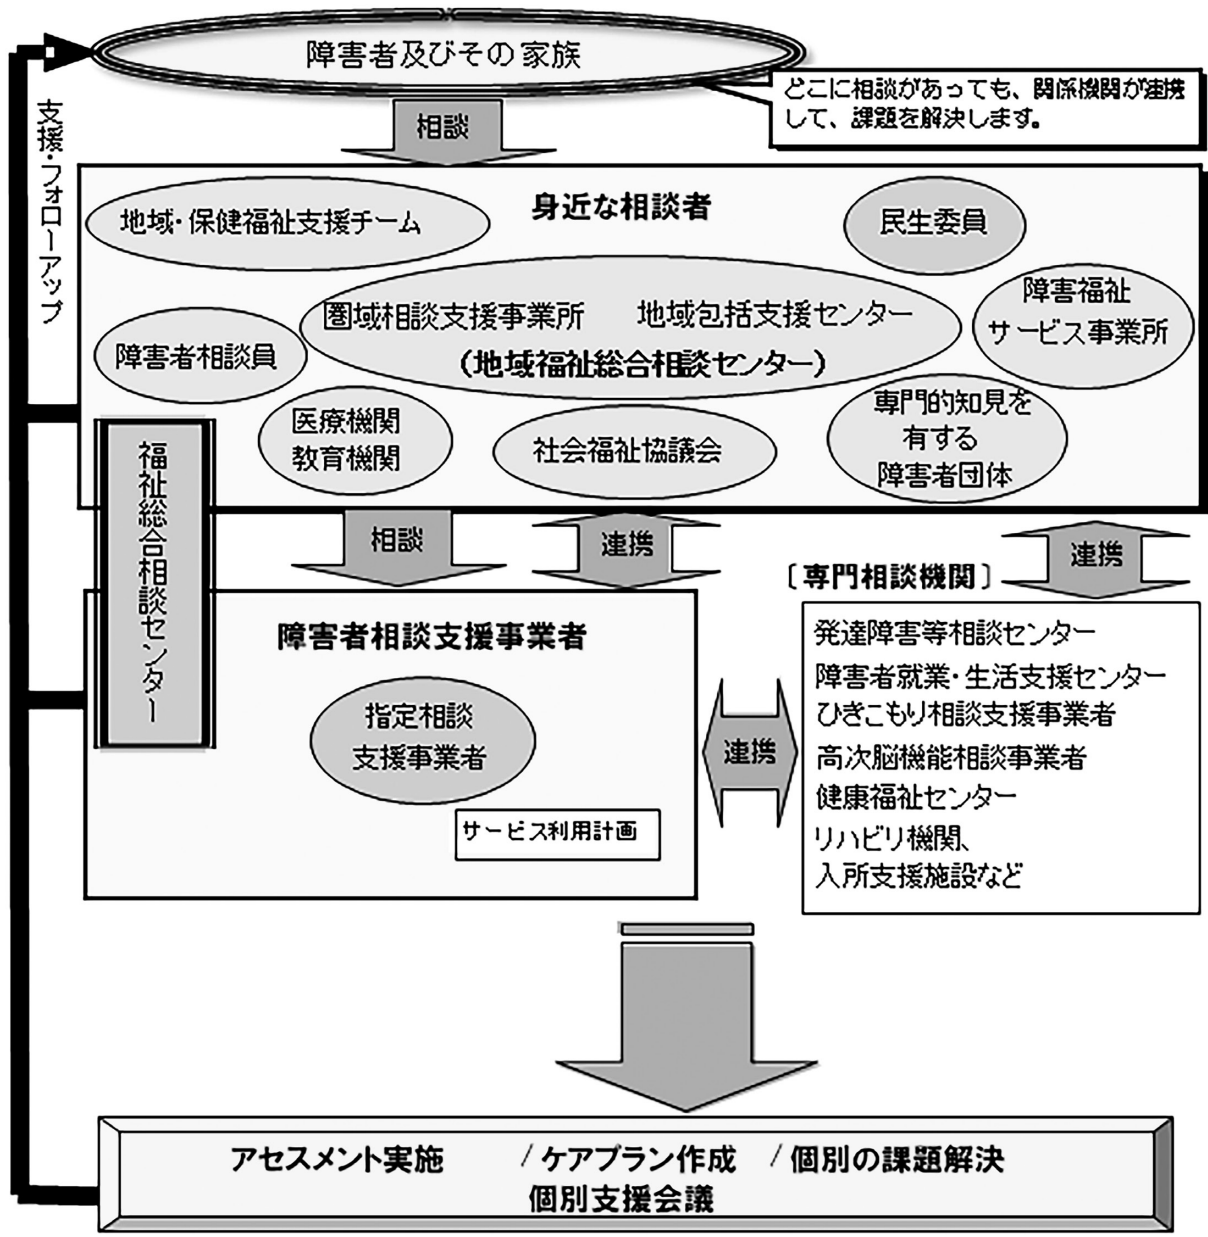 障害者及びその家族
どこに相談があっても、関係機関が連携
して、課題を解決します。
相談
支援・フォローアップ
身近な相談者
地域・保健福祉支援チーム
民生委員
圏域相談支援事業所
地域包括支援センター
(地域福祉総合相談センター)
障害福祉
サービス事業所
障害者相談員
医療機関
教育機関
社会福祉協議会
専門的知見を
有する
障害者団体
福祉総合相談センター
相談
連携
連携
〔専門相談機関〕
障害者相談支援事業者
指定相談
支援事業者
サービス利用計画
連携
発達障害等相談センター
障害者就業・生活支援センター
ひきこもり相談支援事業者
高次脳機能相談事業者
健康福祉センター
リハビリ機関、
入所支援施設など
アセスメント実施 /ケアプラン作成 /個別の課題解決
個別支援会議